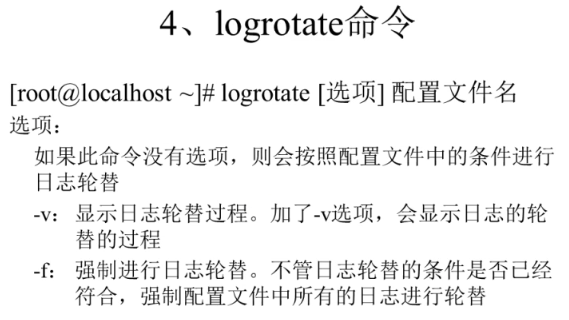 4、logrotate命令
[root@localhost ~]# logrotate [选项] 配置文件名
选项：
如果此命令没有选项，则会按照配置文件中的条件进行
日志轮替
-v： 显示日志轮替过程。加了-v选项，会显示日志的轮
替的过程
-f： 强制进行日志轮替。不管日志轮替的条件是否已经
符合，强制配置文件中所有的日志进行轮替